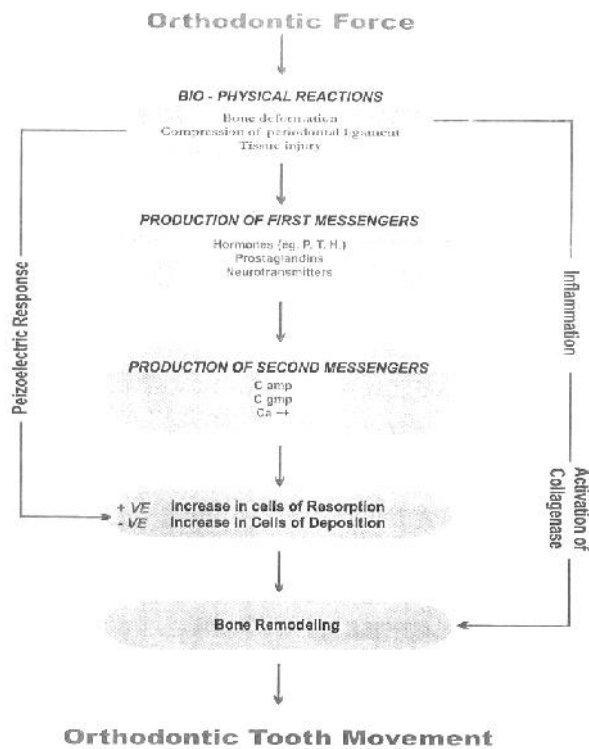 Orthodontic Force
BIO - PHYSICAL REACTIONS
Bone deformation
Compression of periodontal ligament
Tissue injury
PRODUCTION OF FIRST MESSENGERS
Hormones (eg. P. T. H.)
Prostaglandins
Neurotransmitters
PRODUCTION OF SECOND MESSENGERS
C amp
C gmp
Ca ++
+ VE Increase in cells of Resorption
- VE Increase in Cells of Deposition
Bone Remodeling
Orthodontic Tooth Movement
Peizoelectric Response
Inflammation
Activation of
Collagenase